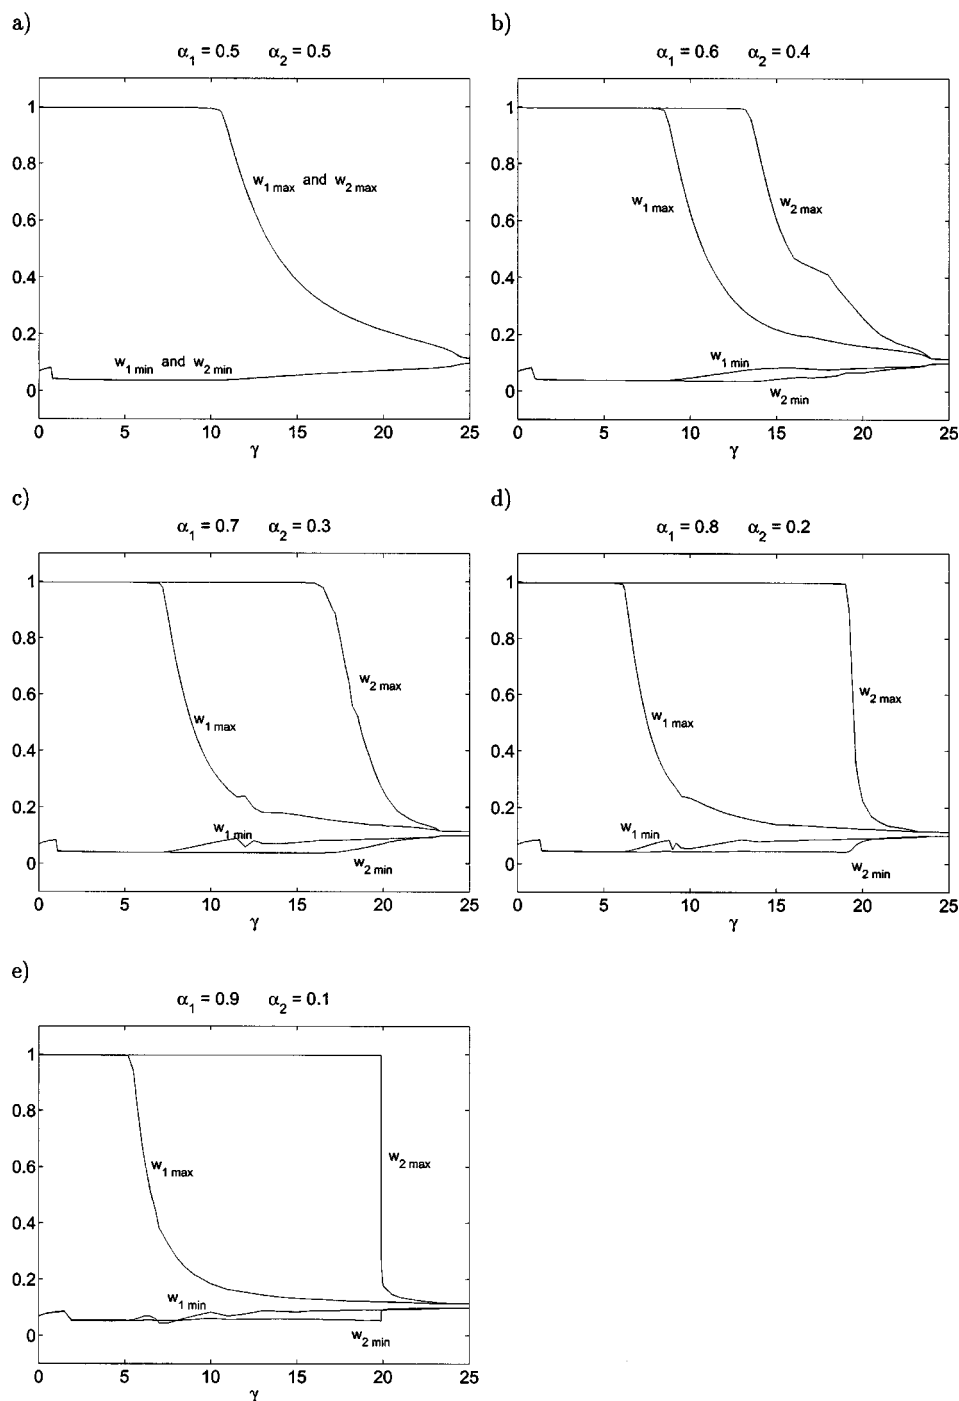 a)
α1 = 0.5 α2 = 0.5
1
0.8
0.6
0.4
0.2
0
w1 max and w2 max
w1 min and w2 min
0 5 10 15 20 25
γ
b)
α1 = 0.6 α2 = 0.4
1
0.8
0.6
0.4
0.2
0
w1 max
w2 max
w1 min
w2 min
0 5 10 15 20 25
γ
c)
α1 = 0.7 α2 = 0.3
1
0.8
0.6
0.4
0.2
0
w2 max
w1 max
w1 min
w2 min
0 5 10 15 20 25
γ
d)
α1 = 0.8 α2 = 0.2
1
0.8
0.6
0.4
0.2
0
w2 max
w1 max
w1 min
w2 min
0 5 10 15 20 25
γ
e)
α1 = 0.9 α2 = 0.1
1
0.8
0.6
0.4
0.2
0
w2 max
w1 max
w1 min
w2 min
0 5 10 15 20 25
γ